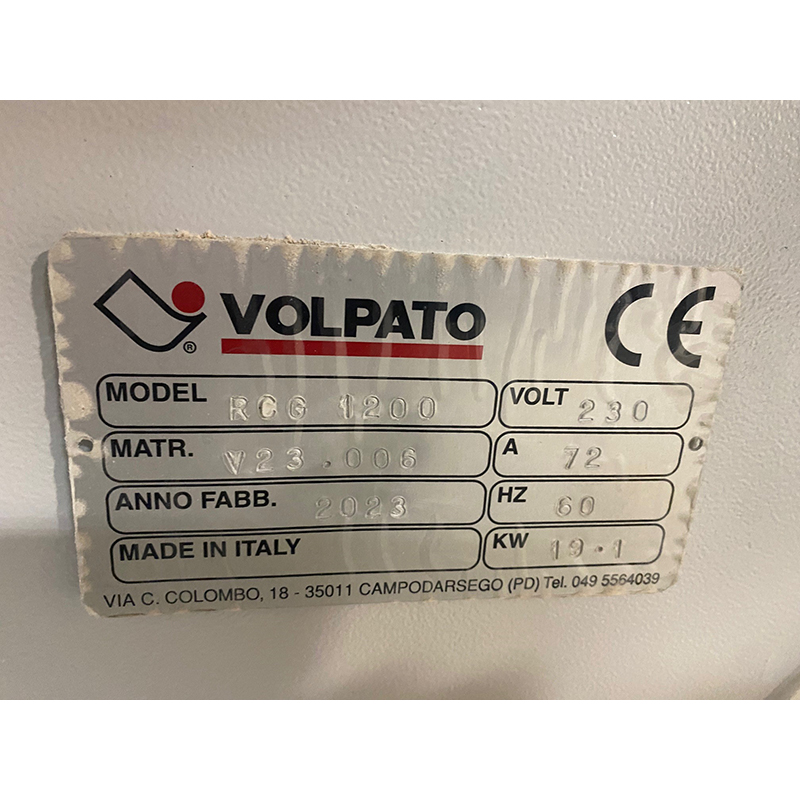 VOLPATO CE
®
MODEL RCG 1200 VOLT 230
MATR. V23.006 A 72
ANNO FABB. 2023 HZ 60
MADE IN ITALY KW 19.1
VIA C. COLOMBO, 18 - 35011 CAMPODARSEGO (PD) Tel. 049 5564039